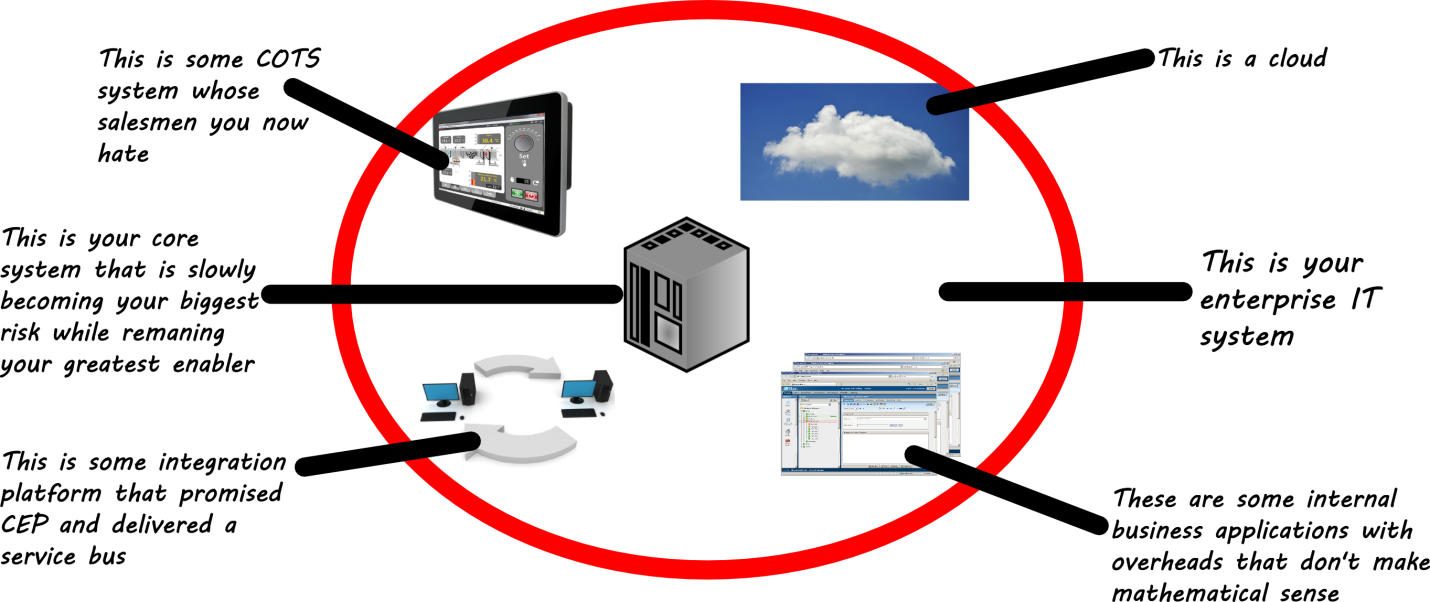 This is some COTS
system whose
salesmen you now
hate
This is a cloud
This is your core
system that is slowly
becoming your biggest
risk while remaning
your greatest enabler
This is your
enterprise IT
system
This is some integration
platform that promised
CEP and delivered a
service bus
These are some internal
business applications with
overheads that don't make
mathematical sense
Set